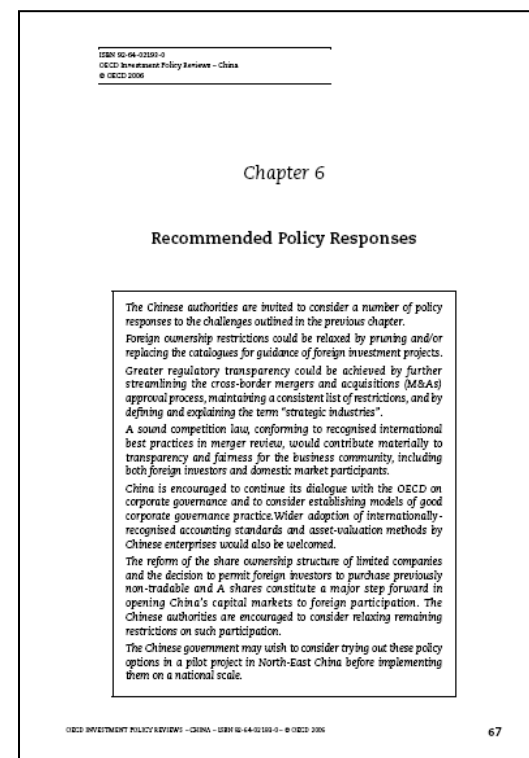 ISBN 92-64-02193-0
OECD Investment Policy Reviews – China
© OECD 2006
Chapter 6
Recommended Policy Responses
The Chinese authorities are invited to consider a number of policy
responses to the challenges outlined in the previous chapter.
Foreign ownership restrictions could be relaxed by pruning and/or
replacing the catalogues for guidance of foreign investment projects.
Greater regulatory transparency could be achieved by further
streamlining the cross-border mergers and acquisitions (M&As)
approval process, maintaining a consistent list of restrictions, and by
defining and explaining the term "strategic industries".
A sound competition law, conforming to recognised international
best practices in merger review, would contribute materially to
transparency and fairness for the business community, including
both foreign investors and domestic market participants.
China is encouraged to continue its dialogue with the OECD on
corporate governance and to consider establishing models of good
corporate governance practice.Wider adoption of internationally-
recognised accounting standards and asset-valuation methods by
Chinese enterprises would also be welcomed.
The reform of the share ownership structure of limited companies
and the decision to permit foreign investors to purchase previously
non-tradable and A shares constitute a major step forward in
opening China's capital markets to foreign participation. The
Chinese authorities are encouraged to consider relaxing remaining
restrictions on such participation.
The Chinese government may wish to consider trying out these policy
options in a pilot project in North-East China before implementing
them on a national scale.
OECD INVESTMENT POLICY REVIEWS – CHINA – ISBN 92-64-02193-0 – © OECD 2006 67